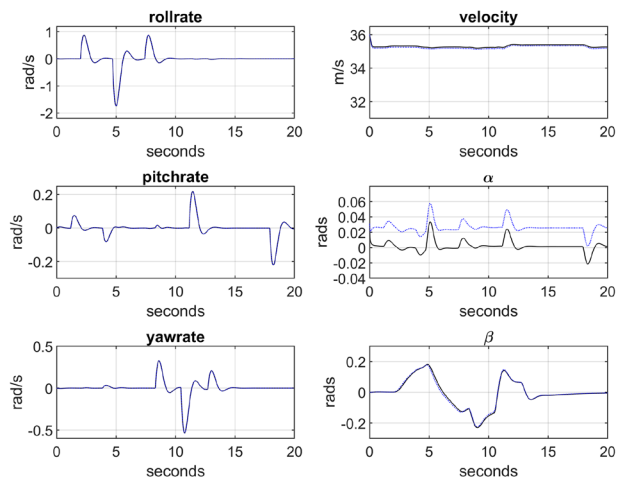 rollrate
1
0
-1
-2
rad/s
0 5 10 15 20
seconds
velocity
36
34
32
m/s
0 5 10 15 20
seconds
pitchrate
0.2
0
-0.2
rad/s
0 5 10 15 20
seconds
α
0.06
0.04
0.02
0
-0.02
-0.04
rads
0 5 10 15 20
seconds
yawrate
0.5
0
-0.5
rad/s
0 5 10 15 20
seconds
β
0.2
0
-0.2
rads
0 5 10 15 20
seconds